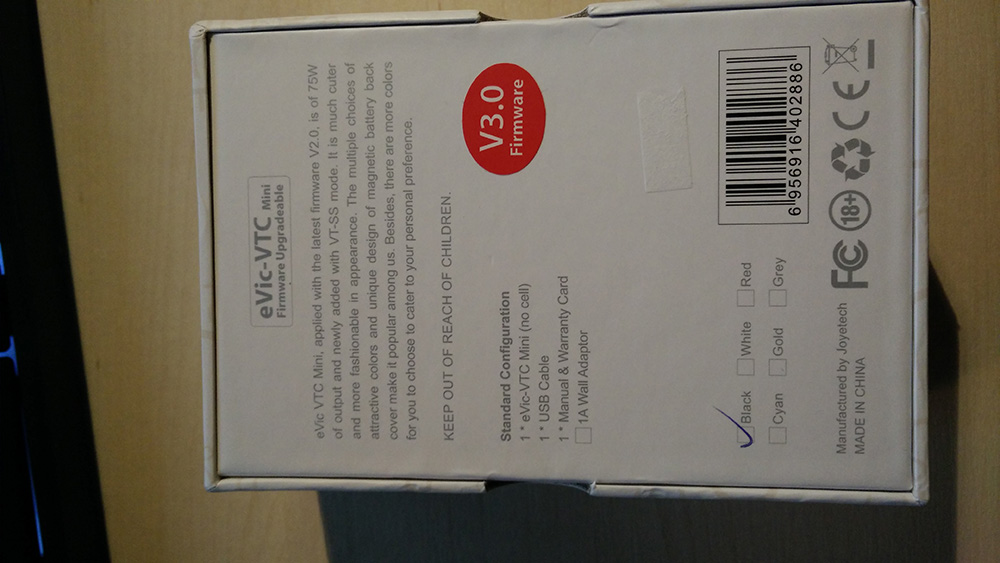 eVic-VTC Mini
Firmware Upgradeable
eVic VTC Mini, applied with the latest firmware V2.0, is of 75W
of output and newly added with VT-SS mode. It is much cuter
and more fashionable in appearance. The multiple choices of
attractive colors and unique design of magnetic battery back
cover make it popular among us. Besides, there are more colors
for you to choose to cater to your personal preference.
KEEP OUT OF REACH OF CHILDREN.
V3.0
Firmware
Standard Configuration
1 * eVic-VTC Mini (no cell)
1 * USB Cable
1 * Manual & Warranty Card
1A Wall Adaptor
Black White Red
Cyan Gold Grey
6 956916 402886
Manufactured by Joyetech
MADE IN CHINA
FC 18+ CE